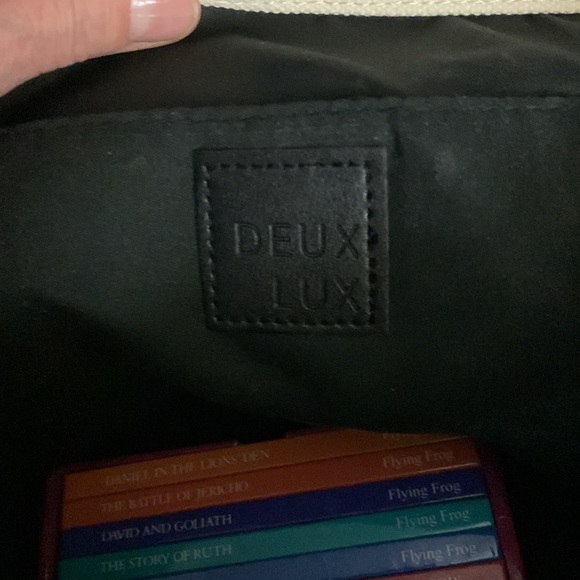 DEUX
LUX
DANIEL IN THE LIONS' DEN Flying Frog
THE BATTLE OF JERICHO Flying Frog
DAVID AND GOLIATH Flying Frog
THE STORY OF RUTH Flying Frog
Flying Frog